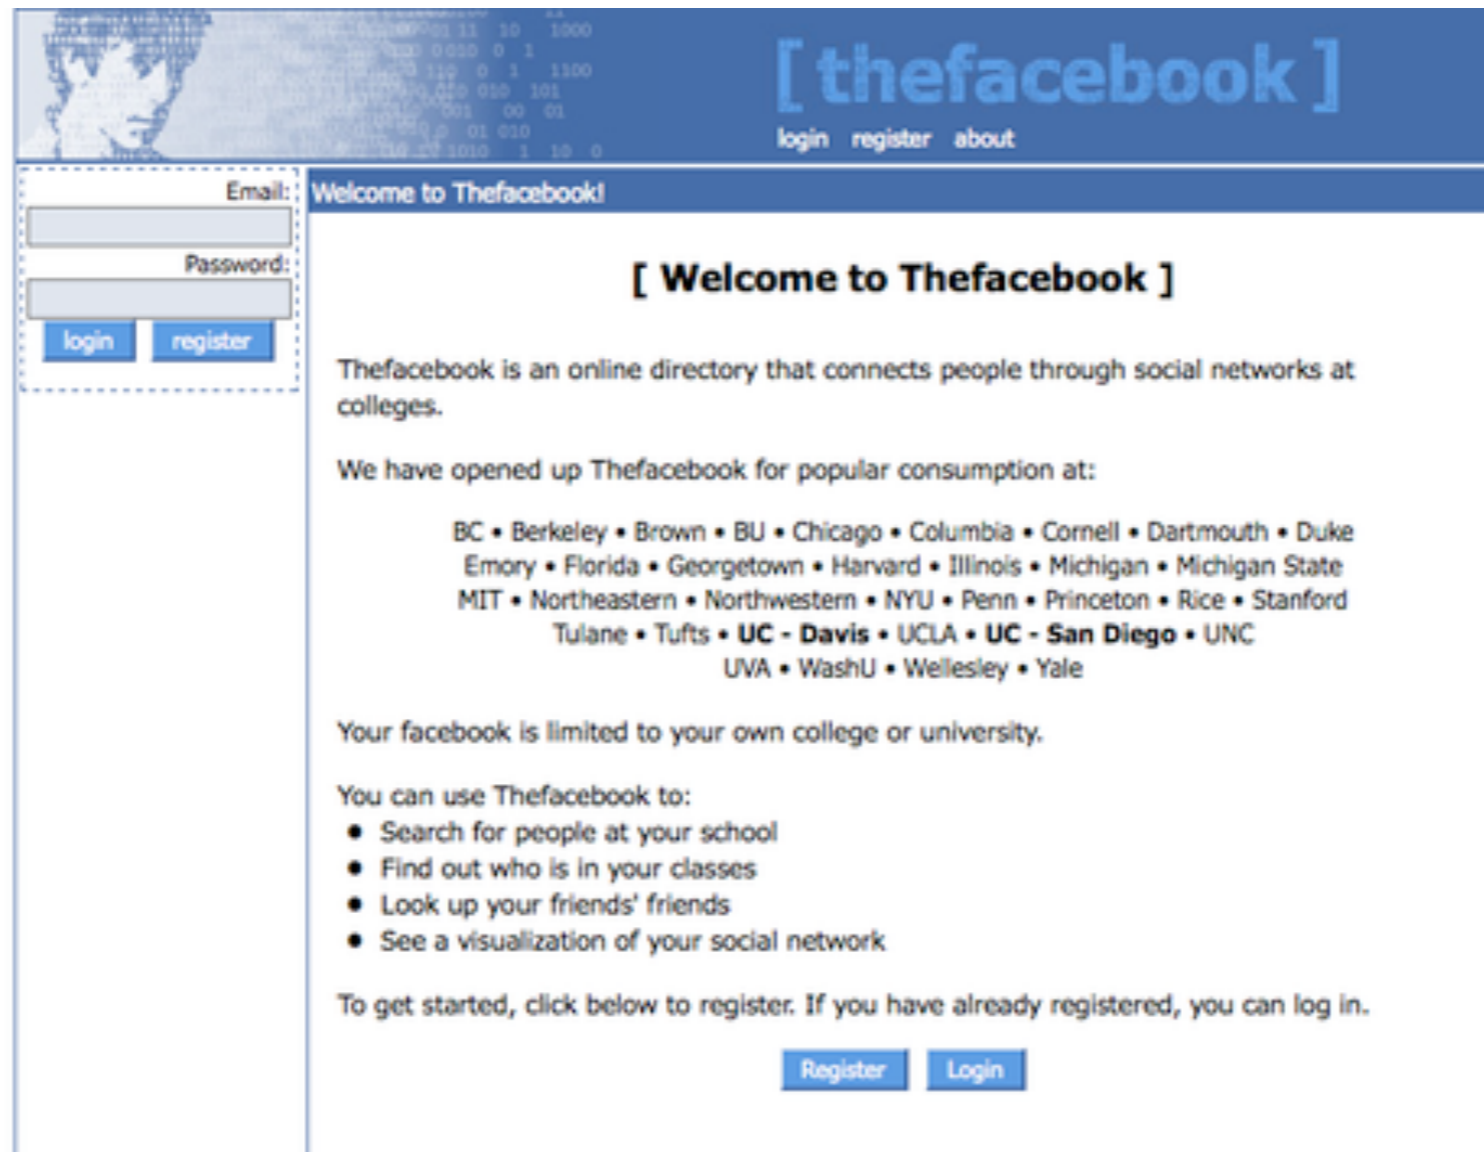 [ thefacebook ]
login register about
Email:
Password:
login register
Welcome to Thefacebook!
[ Welcome to Thefacebook ]
Thefacebook is an online directory that connects people through social networks at
colleges.
We have opened up Thefacebook for popular consumption at:
BC • Berkeley • Brown • BU • Chicago • Columbia • Cornell • Dartmouth • Duke
Emory • Florida • Georgetown • Harvard • Illinois • Michigan • Michigan State
MIT • Northeastern • Northwestern • NYU • Penn • Princeton • Rice • Stanford
Tulane • Tufts • UC - Davis • UCLA • UC - San Diego • UNC
UVA • WashU • Wellesley • Yale
Your facebook is limited to your own college or university.
You can use Thefacebook to:
• Search for people at your school
• Find out who is in your classes
• Look up your friends' friends
• See a visualization of your social network
To get started, click below to register. If you have already registered, you can log in.
Register Login